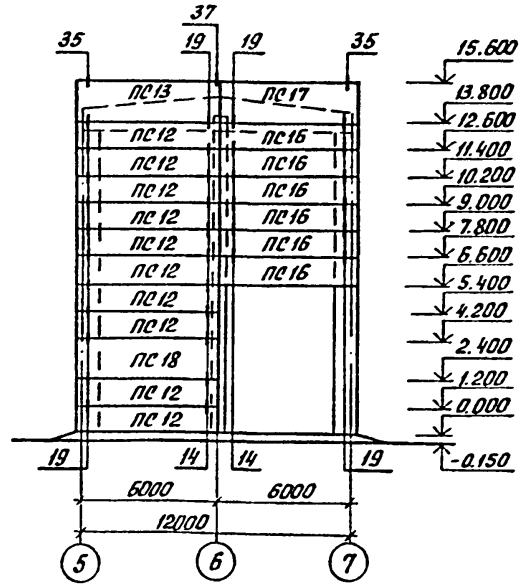 37
35 19 19 35
15.600
ПС13 ПС17
13.800
12.600
ПС12 ПС16
11.400
ПС12 ПС16
10.200
ПС12 ПС16
9.000
ПС12 ПС16
7.800
ПС12 ПС16
6.600
ПС12 ПС16
5.400
ПС12
4.200
ПС12
2.400
ПС18
1.200
ПС12
0.000
ПС12
19 14 14 19
-0.150
6000 6000
12000
5 6 7